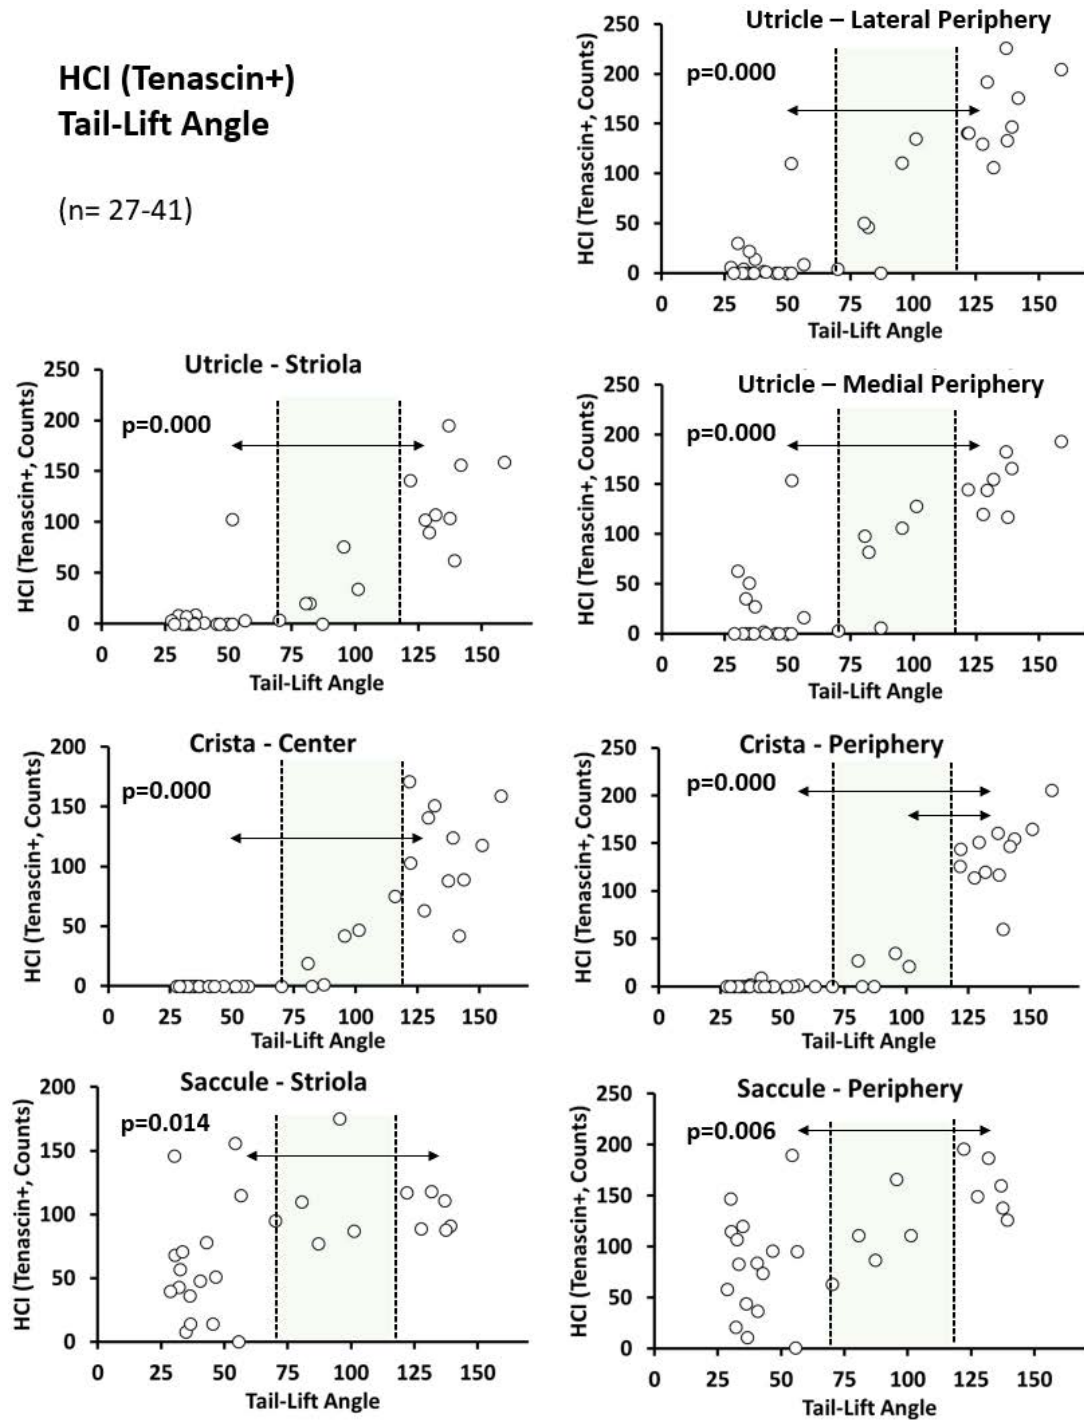 HCI (Tenascin+)
Tail-Lift Angle
(n= 27-41)
Utricle – Lateral Periphery
p=0.000
HCI (Tenascin+, Counts)
250
200
150
100
50
0
0 25 50 75 100 125 150
Tail-Lift Angle
Utricle - Striola
p=0.000
HCI (Tenascin+, Counts)
250
200
150
100
50
0
0 25 50 75 100 125 150
Tail-Lift Angle
Utricle – Medial Periphery
p=0.000
HCI (Tenascin+, Counts)
250
200
150
100
50
0
0 25 50 75 100 125 150
Tail-Lift Angle
Crista - Center
p=0.000
HCI (Tenascin+, Counts)
200
150
100
50
0
0 25 50 75 100 125 150
Tail-Lift Angle
Crista - Periphery
p=0.000
HCI (Tenascin+, Counts)
250
200
150
100
50
0
0 25 50 75 100 125 150
Tail-Lift Angle
Saccule - Striola
p=0.014
HCI (Tenascin+, Counts)
200
150
100
50
0
0 25 50 75 100 125 150
Tail-Lift Angle
Saccule - Periphery
p=0.006
HCI (Tenascin+, Counts)
250
200
150
100
50
0
0 25 50 75 100 125 150
Tail-Lift Angle